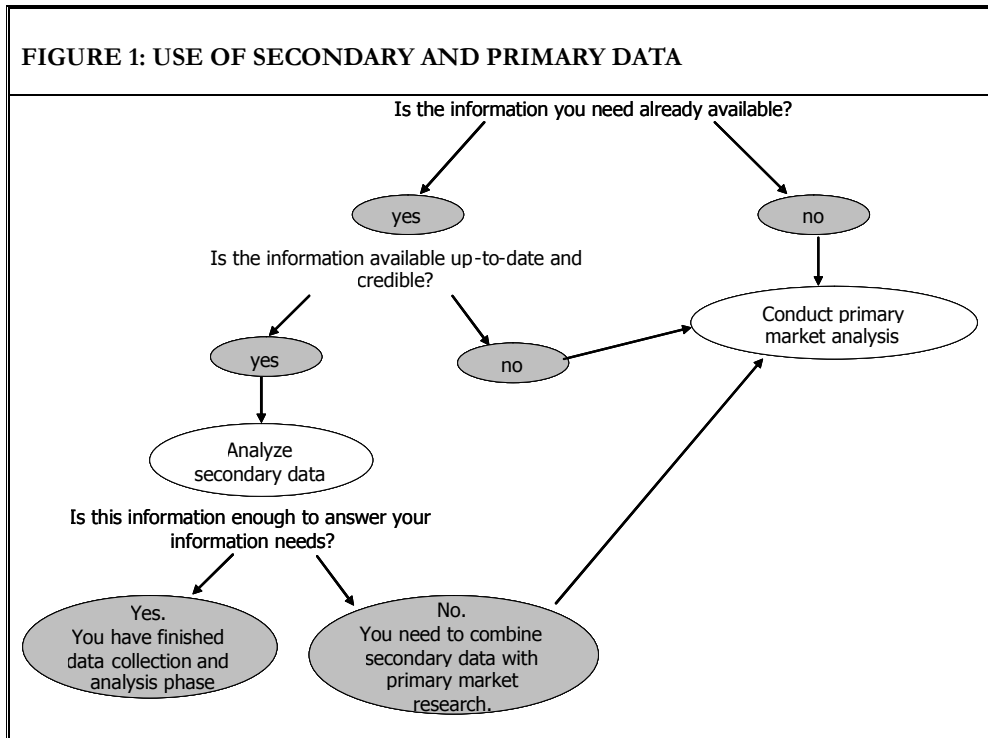 FIGURE 1: USE OF SECONDARY AND PRIMARY DATA
Is the information you need already available?
yes
no
Is the information available up-to-date and
credible?
Conduct primary
market analysis
yes
no
Analyze
secondary data
Is this information enough to answer your
information needs?
Yes.
You have finished
data collection and
analysis phase
No.
You need to combine
secondary data with
primary market
research.